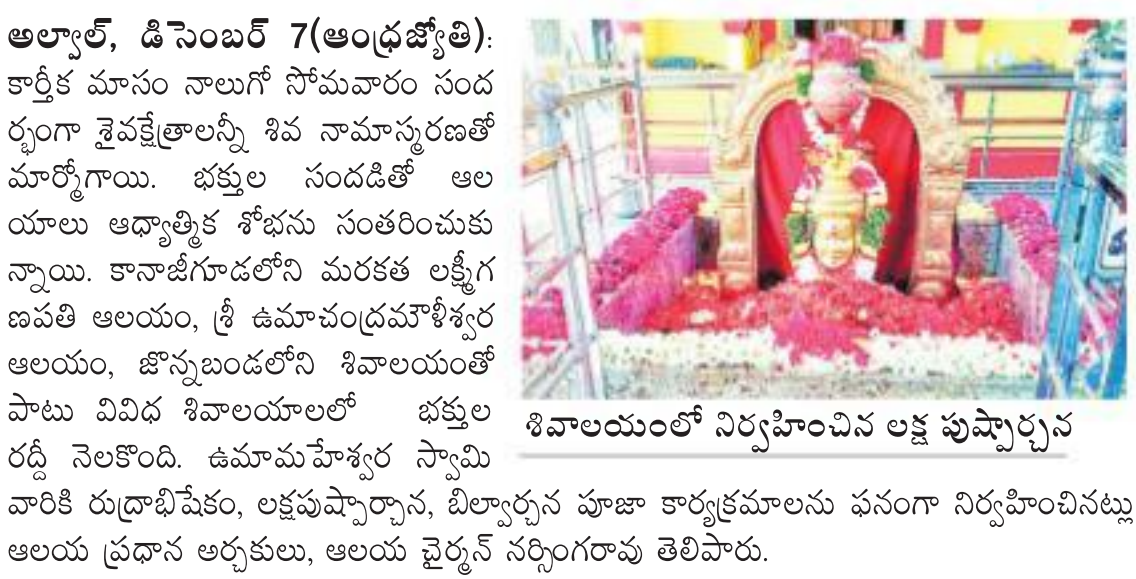 అల్వాల్, డిసెంబర్ 7(ఆంధ్రజ్యోతి):
కార్తీక మాసం నాలుగో సోమవారం సంద
ర్భంగా శైవక్షేత్రాలన్నీ శివ నామాస్మరణతో
మార్మోగాయి. భక్తుల సందడితో ఆల
యాలు ఆధ్యాత్మిక శోభను సంతరించుకు
న్నాయి. కానాజీగూడలోని మరకత లక్ష్మీగ
ణపతి ఆలయం, శ్రీ ఉమాచంద్రమౌళీశ్వర
ఆలయం, జొన్నబండలోని శివాలయంతో
పాటు వివిధ శివాలయాలలో భక్తుల
రద్దీ నెలకొంది. ఉమామహేశ్వర స్వామి
వారికి రుద్రాభిషేకం, లక్షపుష్పార్చాన, బిల్వార్చన పూజా కార్యక్రమాలను ఫనంగా నిర్వహించినట్లు
ఆలయ ప్రధాన అర్చకులు, ఆలయ చైర్మన్ నర్సింగరావు తెలిపారు.
శివాలయంలో నిర్వహించిన లక్ష పుష్పార్చన